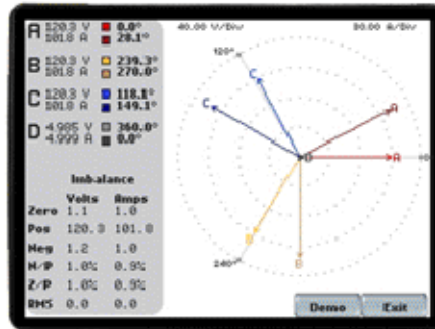 40.00 V/Div 30.00 A/Div
A 120.3 V 0.0°
101.8 A 28.1°
B 120.3 V 239.3°
101.8 A 270.0°
C 120.3 V 118.1°
101.8 A 149.1°
D 4.985 V 360.0°
4.999 A 0.0°
120°
C
C
A
A
B
B
240°
Imbalance
Volts Amps
Zero 1.1 1.0
Pos 120.3 101.8
Neg 1.2 1.0
N/P 1.0% 0.9%
Z/P 1.0% 0.9%
RMS 0.0 0.0
Demo Exit